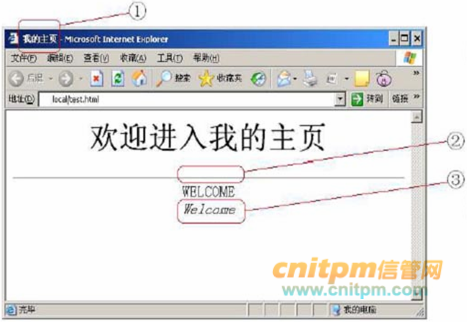 ①
我的主页 - Microsoft Internet Explorer
文件(F) 编辑(E) 查看(V) 收藏(A) 工具(T) 帮助(H)
后退 搜索 收藏夹
地址(D) local/test.html 转到 链接 »
欢迎进入我的主页
②
WELCOME
③
Welcome
cnitpm信管网
www.cnitpm.com
完毕 我的电脑